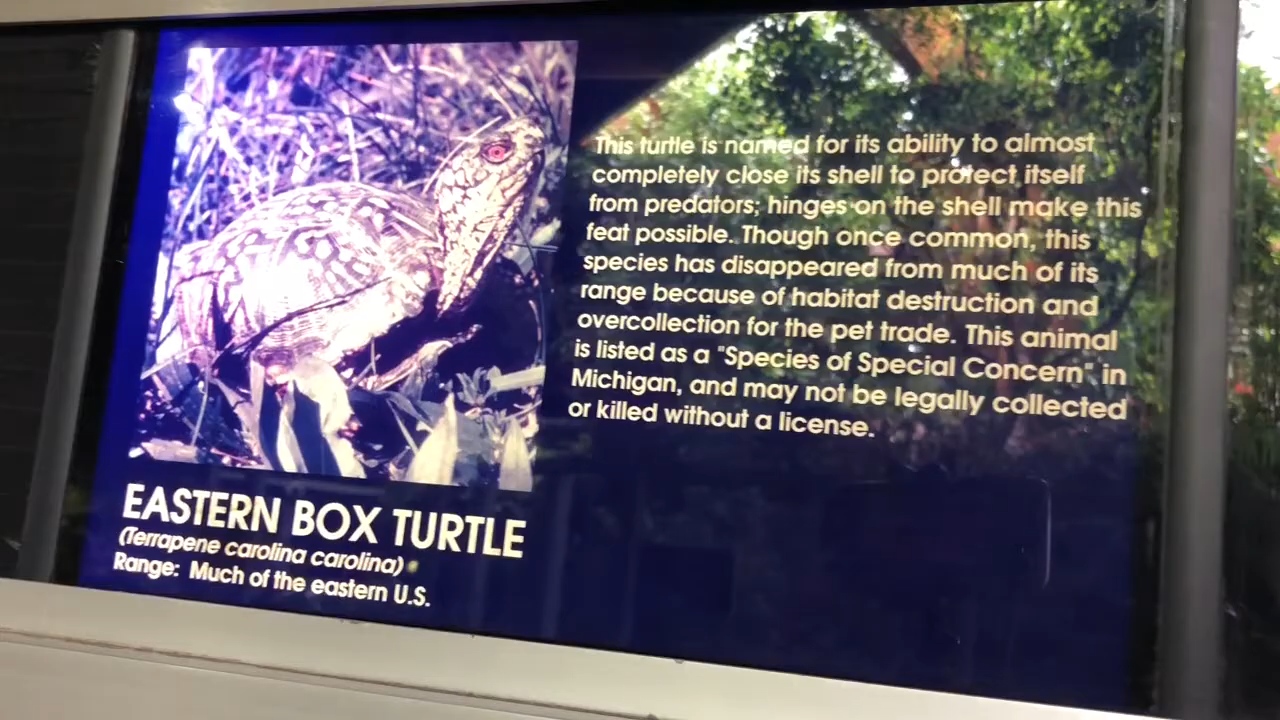 This turtle is named for its ability to almost
completely close its shell to protect itself
from predators; hinges on the shell make this
feat possible. Though once common, this
species has disappeared from much of its
range because of habitat destruction and
overcollection for the pet trade. This animal
is listed as a "Species of Special Concern" in
Michigan, and may not be legally collected
or killed without a license.
EASTERN BOX TURTLE
(Terrapene carolina carolina)
Range: Much of the eastern U.S.